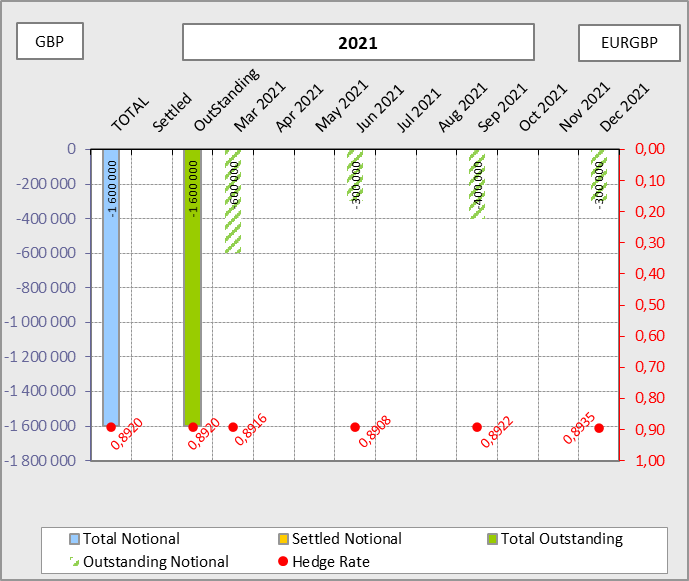 GBP
2021
EURGBP
TOTAL
Settled
OutStanding
Mar 2021
Apr 2021
May 2021
Jun 2021
Jul 2021
Aug 2021
Sep 2021
Oct 2021
Nov 2021
Dec 2021
0
-200 000
-400 000
-600 000
-800 000
-1 000 000
-1 200 000
-1 400 000
-1 600 000
-1 800 000
-1 600 000
-1 600 000
-600 000
-300 000
-400 000
-300 000
0,8920
0,8920
0,8916
0,8908
0,8922
0,8935
0,00
0,10
0,20
0,30
0,40
0,50
0,60
0,70
0,80
0,90
1,00
Total Notional
Settled Notional
Total Outstanding
Outstanding Notional
Hedge Rate